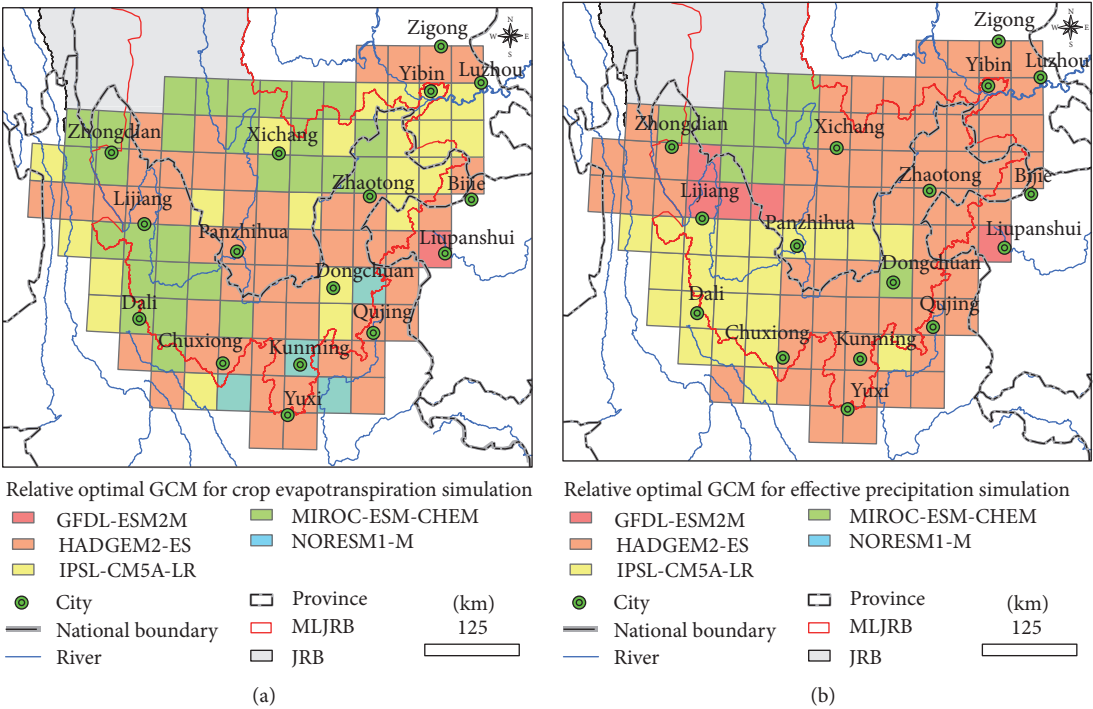 N
W E
S
Zigong
Yibin
Luzhou
Zhongdian
Xichang
Zhaotong
Bijie
Lijiang
Panzhihua
Liupanshui
Dongchuan
Dali
Qujing
Chuxiong
Kunming
Yuxi
Relative optimal GCM for crop evapotranspiration simulation
GFDL-ESM2M
MIROC-ESM-CHEM
HADGEM2-ES
NORESM1-M
IPSL-CM5A-LR
City
Province
(km)
National boundary
MLJRB
125
River
JRB
(a)
N
W E
S
Zigong
Yibin
Luzhou
Zhongdian
Xichang
Zhaotong
Bijie
Lijiang
Panzhihua
Liupanshui
Dongchuan
Dali
Qujing
Chuxiong
Kunming
Yuxi
Relative optimal GCM for effective precipitation simulation
GFDL-ESM2M
MIROC-ESM-CHEM
HADGEM2-ES
NORESM1-M
IPSL-CM5A-LR
City
Province
(km)
National boundary
MLJRB
125
River
JRB
(b)